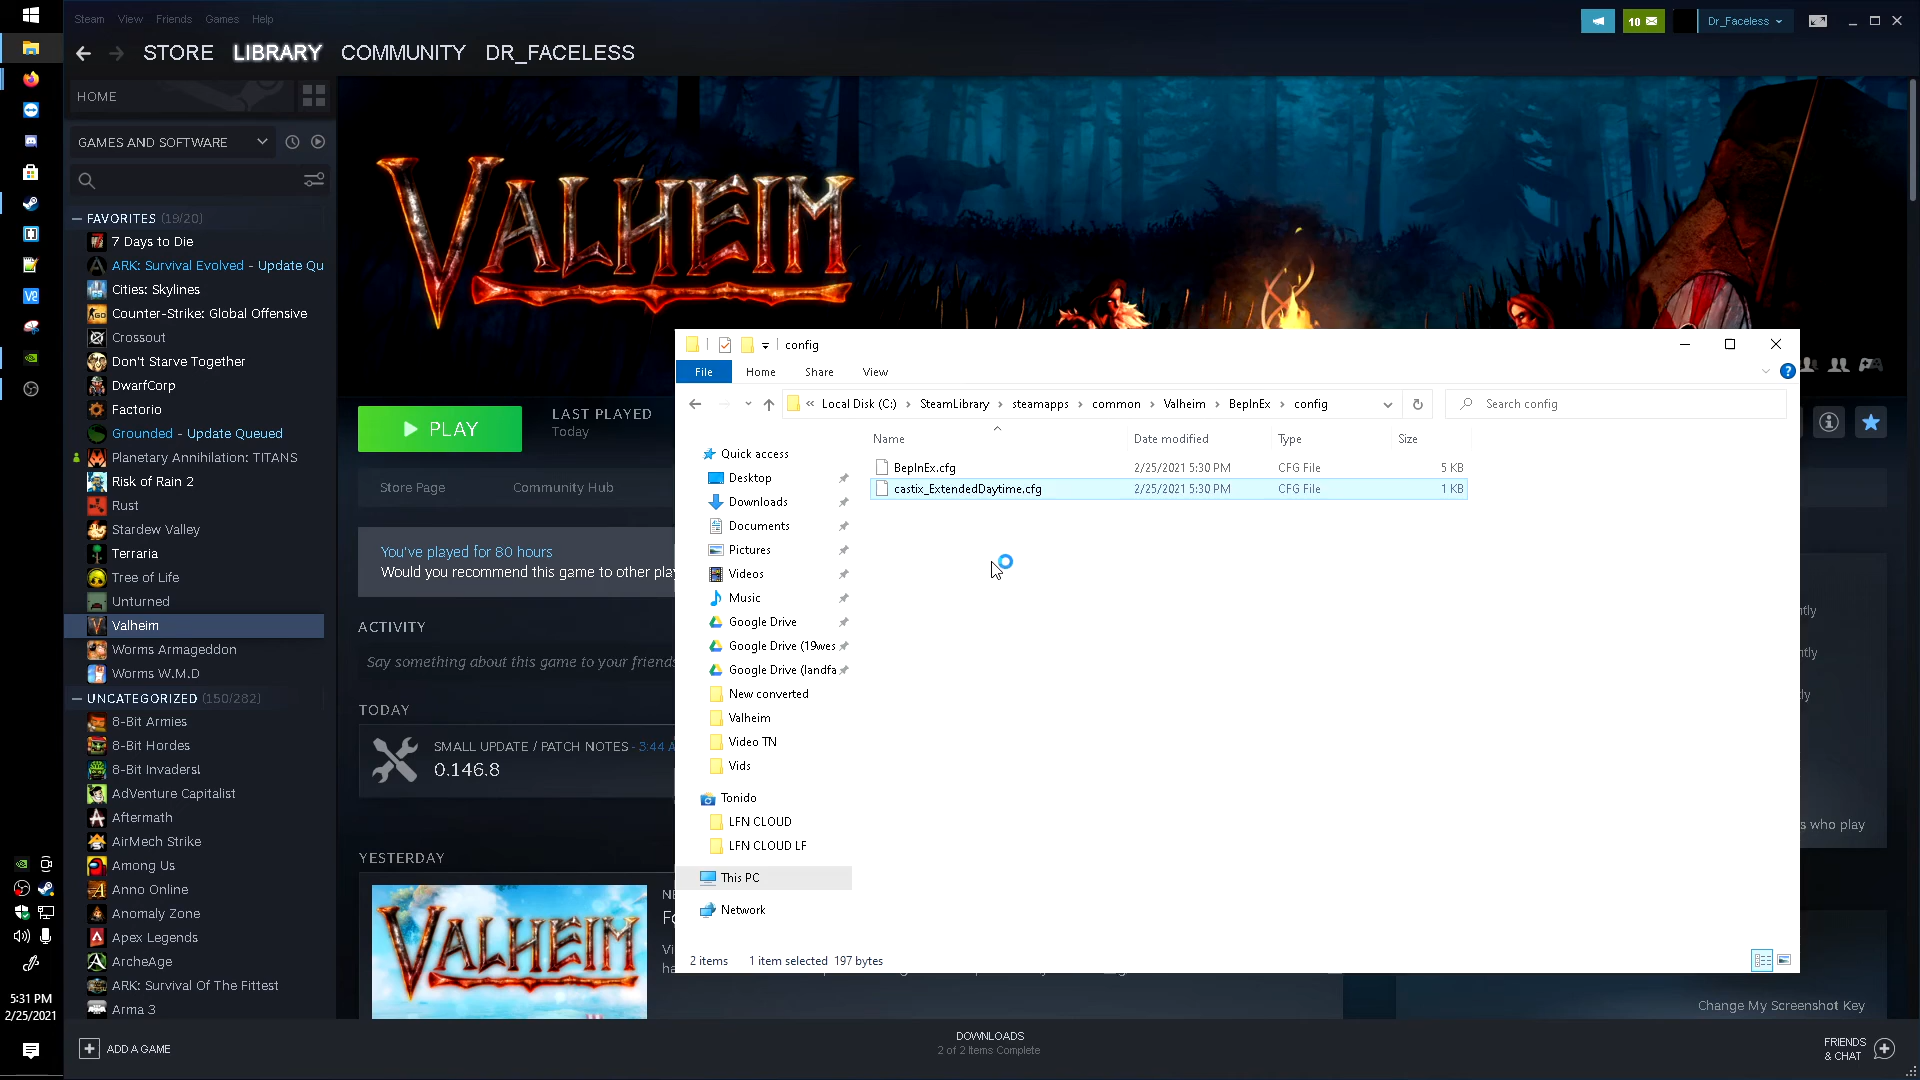 Steam View Friends Games Help
10
Dr_Faceless
STORE LIBRARY COMMUNITY DR_FACELESS
HOME
GAMES AND SOFTWARE
FAVORITES (19/20)
7 Days to Die
ARK: Survival Evolved - Update Qu
Cities: Skylines
Counter-Strike: Global Offensive
Crossout
Don't Starve Together
DwarfCorp
Factorio
Grounded - Update Queued
Planetary Annihilation: TITANS
Risk of Rain 2
Rust
Stardew Valley
Terraria
Tree of Life
Unturned
Valheim
Worms Armageddon
Worms W.M.D
UNCATEGORIZED (150/282)
8-Bit Armies
8-Bit Hordes
8-Bit Invaders!
AdVenture Capitalist
Aftermath
AirMech Strike
Among Us
Anno Online
Anomaly Zone
Apex Legends
ArcheAge
ARK: Survival Of The Fittest
Arma 3
ADD A GAME
5:31 PM
2/25/2021
VALHEIM
PLAY
LAST PLAYED
Today
Store Page Community Hub
You've played for 80 hours
Would you recommend this game to other pla
ACTIVITY
Say something about this game to your friends
TODAY
SMALL UPDATE / PATCH NOTES - 3:44 A
0.146.8
YESTERDAY
VALHEIM
config
File Home Share View
« Local Disk (C:) › SteamLibrary › steamapps › common › Valheim › BepInEx › config
Search config
Name Date modified Type Size
BepInEx.cfg 2/25/2021 5:30 PM CFG File 5 KB
castix_ExtendedDaytime.cfg 2/25/2021 5:30 PM CFG File 1 KB
Quick access
Desktop
Downloads
Documents
Pictures
Videos
Music
Google Drive
Google Drive (19wes
Google Drive (landfa
New converted
Valheim
Video TN
Vids
Tonido
LFN CLOUD
LFN CLOUD LF
This PC
Network
2 items 1 item selected 197 bytes
s who play
Change My Screenshot Key
DOWNLOADS
2 of 2 Items Complete
FRIENDS
& CHAT